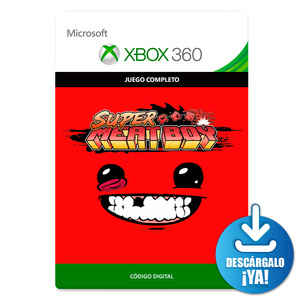 Microsoft
XBOX 360
JUEGO COMPLETO
SUPER
MEAT BOY
CÓDIGO DIGITAL
DESCÁRGALO
¡YA!